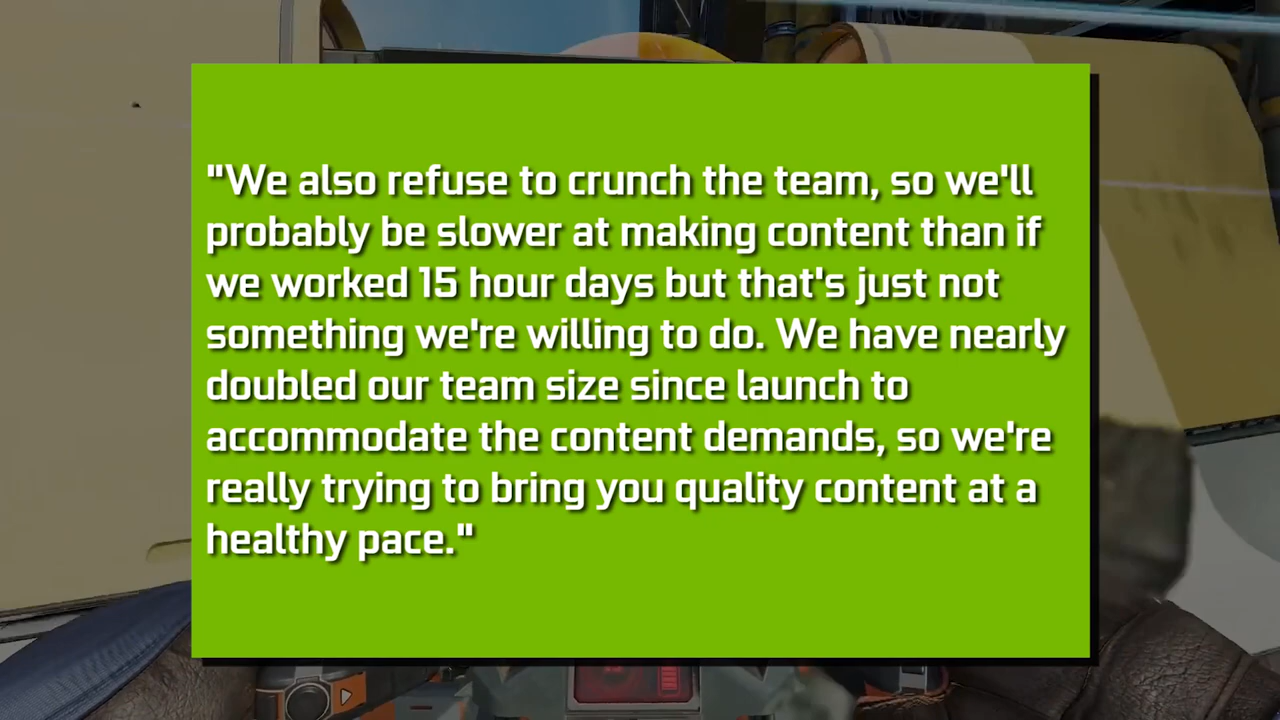 "We also refuse to crunch the team, so we'll
probably be slower at making content than if
we worked 15 hour days but that's just not
something we're willing to do. We have nearly
doubled our team size since launch to
accommodate the content demands, so we're
really trying to bring you quality content at a
healthy pace."